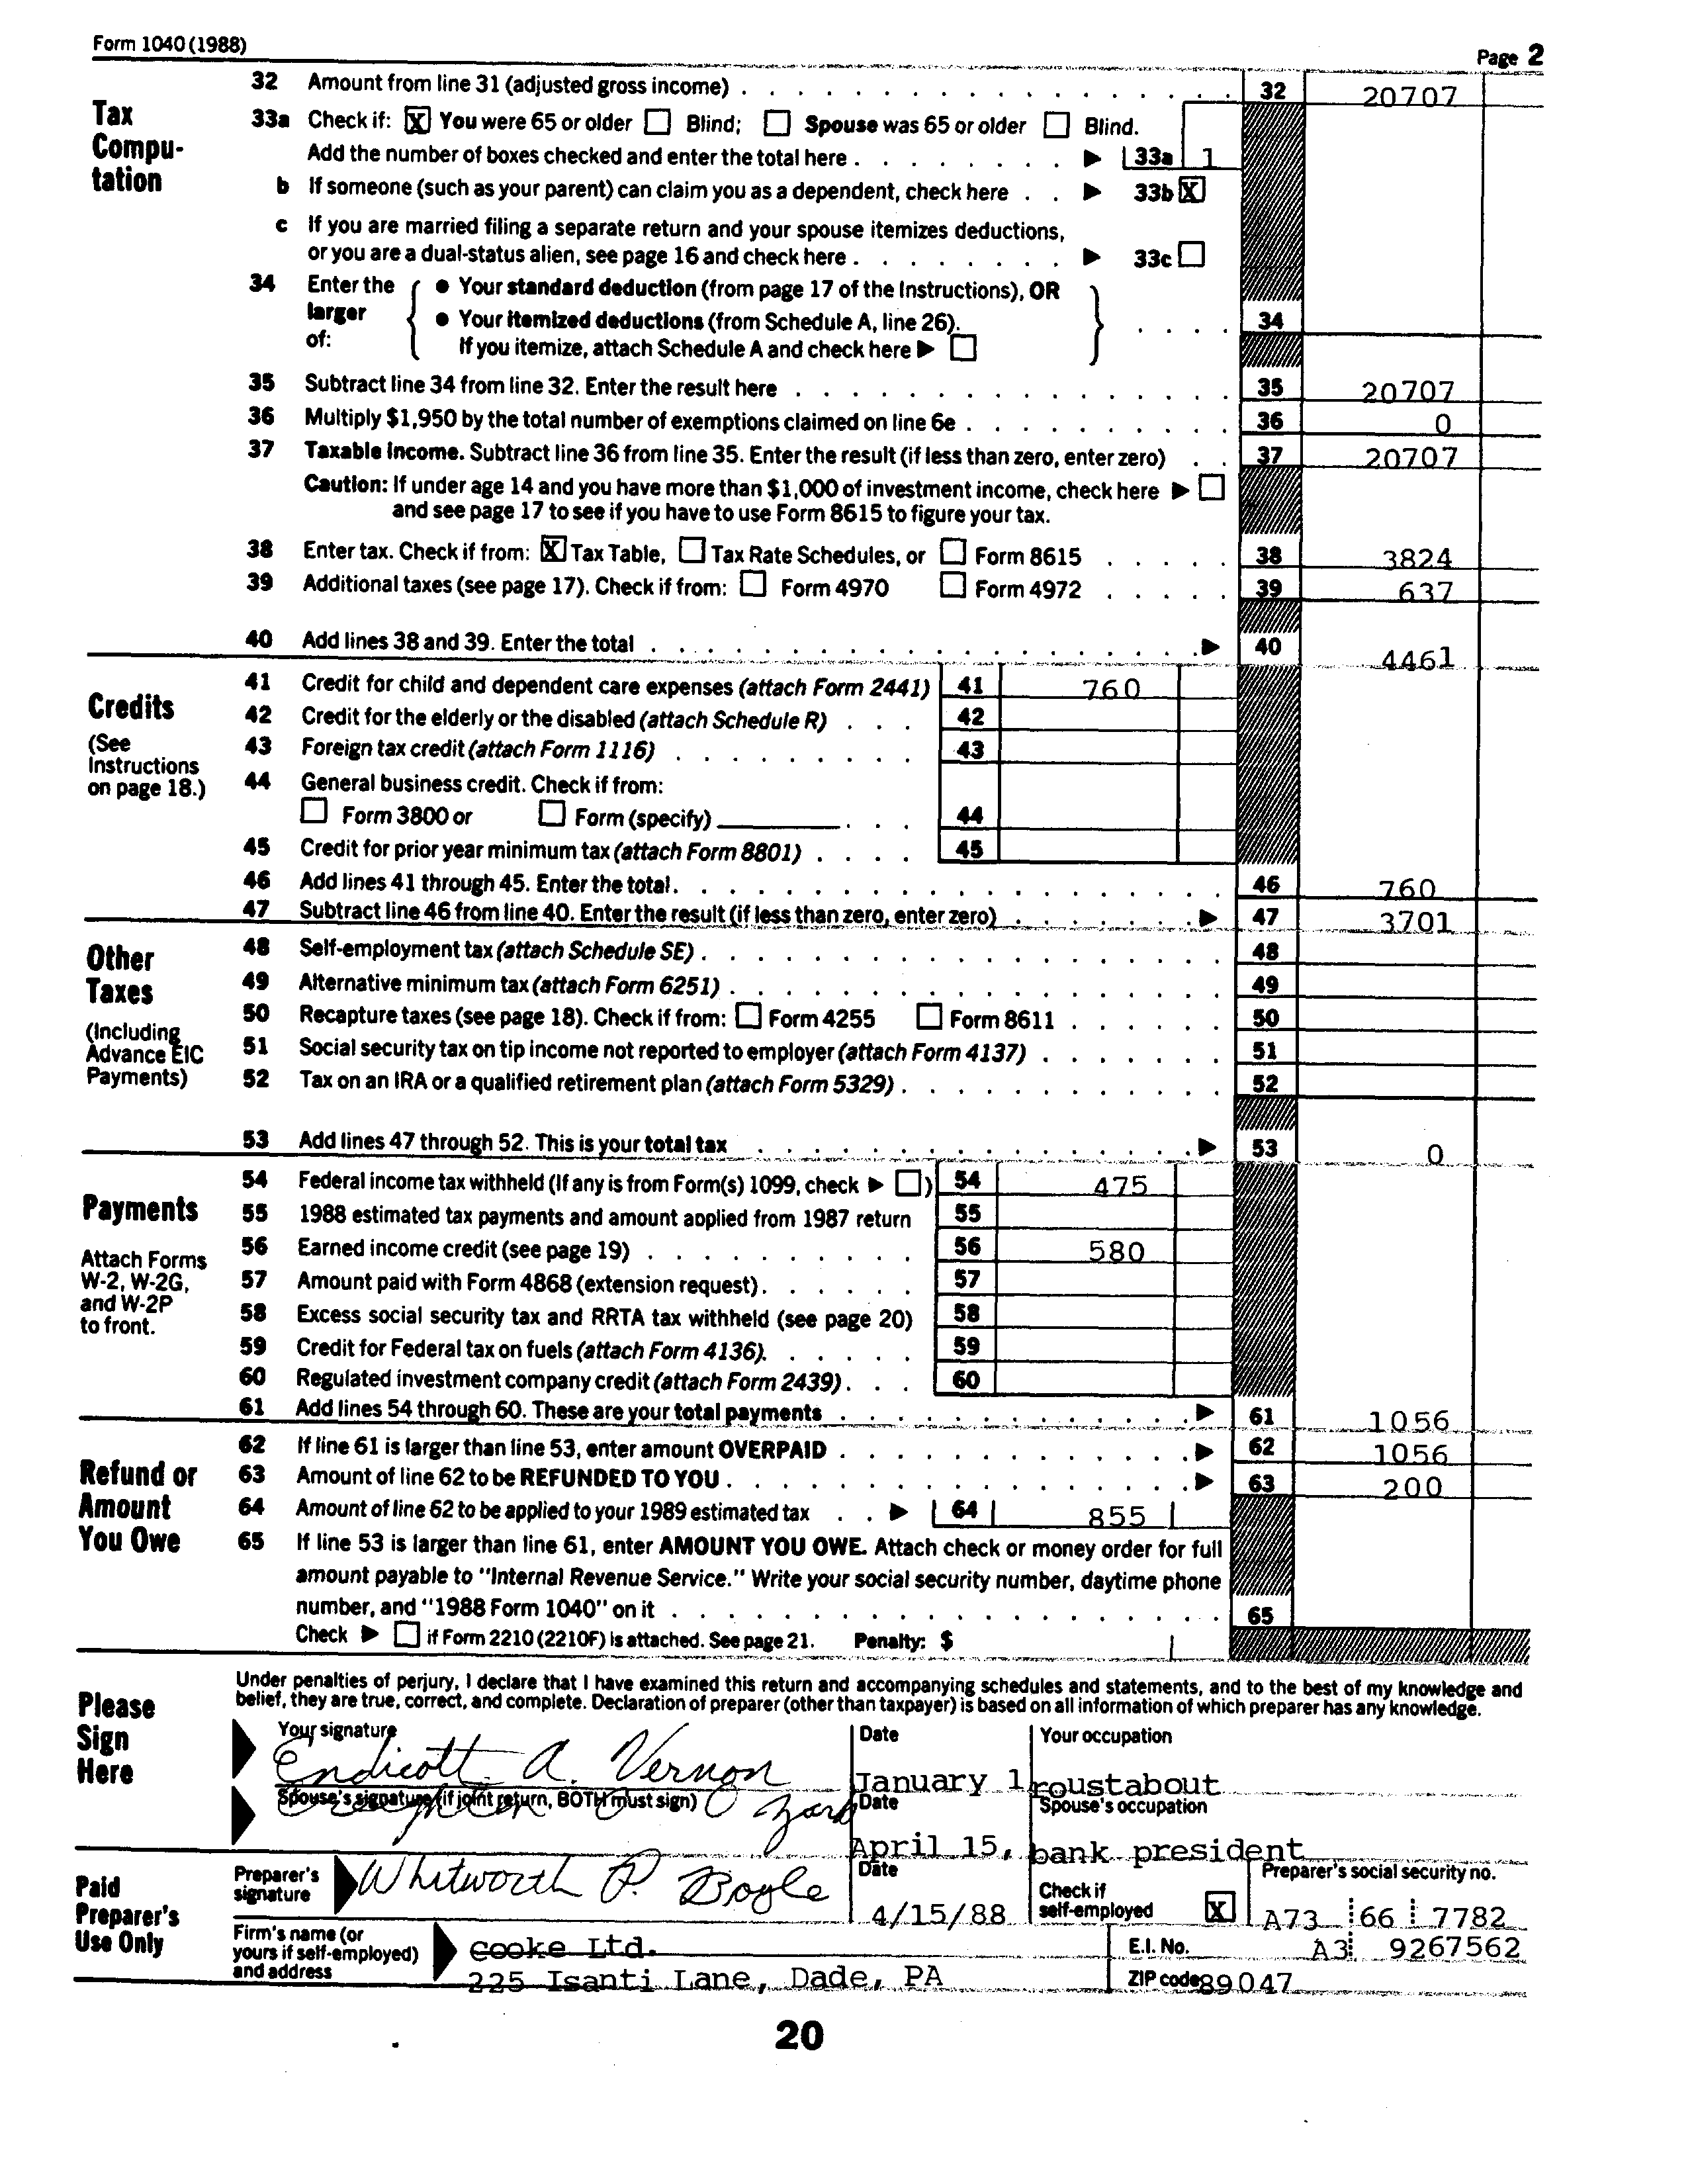 Form 1040 (1988) Page 2
Tax Compu-tation
32 Amount from line 31 (adjusted gross income) . . . . . . . . . . . . . . . . 32 20707
33a Check if: [X] You were 65 or older [ ] Blind; [ ] Spouse was 65 or older [ ] Blind.
Add the number of boxes checked and enter the total here . . . . . . . . ▶ 33a 1
b If someone (such as your parent) can claim you as a dependent, check here . . ▶ 33b [X]
c If you are married filing a separate return and your spouse itemizes deductions,
or you are a dual-status alien, see page 16 and check here . . . . . . . . ▶ 33c [ ]
34 Enter the larger of:
● Your standard deduction (from page 17 of the Instructions), OR
● Your itemized deductions (from Schedule A, line 26).
If you itemize, attach Schedule A and check here ▶ [ ] . . . . 34
35 Subtract line 34 from line 32. Enter the result here . . . . . . . . . . . . . . 35 20707
36 Multiply $1,950 by the total number of exemptions claimed on line 6e . . . . . . . . . 36 0
37 Taxable income. Subtract line 36 from line 35. Enter the result (if less than zero, enter zero) . . 37 20707
Caution: If under age 14 and you have more than $1,000 of investment income, check here ▶ [ ]
and see page 17 to see if you have to use Form 8615 to figure your tax.
38 Enter tax. Check if from: [X] Tax Table, [ ] Tax Rate Schedules, or [ ] Form 8615 . . . . . 38 3824
39 Additional taxes (see page 17). Check if from: [ ] Form 4970 [ ] Form 4972 . . . . . 39 637
40 Add lines 38 and 39. Enter the total . . . . . . . . . . . . . . . . ▶ 40 4461
Credits
(See Instructions on page 18.)
41 Credit for child and dependent care expenses (attach Form 2441) 41 760
42 Credit for the elderly or the disabled (attach Schedule R) . . . 42
43 Foreign tax credit (attach Form 1116) . . . . . . . . . 43
44 General business credit. Check if from:
[ ] Form 3800 or [ ] Form (specify) . . . 44
45 Credit for prior year minimum tax (attach Form 8801) . . . . 45
46 Add lines 41 through 45. Enter the total. . . . . . . . . . . . . . . . . 46 760
47 Subtract line 46 from line 40. Enter the result (if less than zero, enter zero) . . . . . . . ▶ 47 3701
Other Taxes
(Including Advance EIC Payments)
48 Self-employment tax (attach Schedule SE) . . . . . . . . . . . . . . . . 48
49 Alternative minimum tax (attach Form 6251) . . . . . . . . . . . . . . . 49
50 Recapture taxes (see page 18). Check if from: [ ] Form 4255 [ ] Form 8611 . . . . . . 50
51 Social security tax on tip income not reported to employer (attach Form 4137) . . . . . . . 51
52 Tax on an IRA or a qualified retirement plan (attach Form 5329) . . . . . . . . . . . 52
53 Add lines 47 through 52. This is your total tax . . . . . . . . . . . . . ▶ 53 0
Payments
Attach Forms W-2, W-2G, and W-2P to front.
54 Federal income tax withheld (If any is from Form(s) 1099, check ▶ [ ]) 54 475
55 1988 estimated tax payments and amount applied from 1987 return 55
56 Earned income credit (see page 19) . . . . . . . . . 56 580
57 Amount paid with Form 4868 (extension request). . . . . . 57
58 Excess social security tax and RRTA tax withheld (see page 20) 58
59 Credit for Federal tax on fuels (attach Form 4136). . . . . . 59
60 Regulated investment company credit (attach Form 2439) . . . 60
61 Add lines 54 through 60. These are your total payments . . . . . . . . . . . ▶ 61 1056
Refund or Amount You Owe
62 If line 61 is larger than line 53, enter amount OVERPAID . . . . . . . . . . . ▶ 62 1056
63 Amount of line 62 to be REFUNDED TO YOU . . . . . . . . . . . . . . . ▶ 63 200
64 Amount of line 62 to be applied to your 1989 estimated tax . . ▶ 64 855
65 If line 53 is larger than line 61, enter AMOUNT YOU OWE. Attach check or money order for full
amount payable to "Internal Revenue Service." Write your social security number, daytime phone
number, and "1988 Form 1040" on it . . . . . . . . . . . . . . . . . 65
Check ▶ [ ] if Form 2210 (2210F) is attached. See page 21. Penalty: $
Please Sign Here
Under penalties of perjury, I declare that I have examined this return and accompanying schedules and statements, and to the best of my knowledge and
belief, they are true, correct, and complete. Declaration of preparer (other than taxpayer) is based on all information of which preparer has any knowledge.
Your signature Date Your occupation
Endicott A. Vernon January 1 roustabout
Spouse's signature (if joint return, BOTH must sign) Date Spouse's occupation
April 15, bank president
Paid Preparer's Use Only
Preparer's signature Whitworth P. Boyle Date 4/15/88 Check if self-employed [X] Preparer's social security no. A73 66 7782
Firm's name (or yours if self-employed) and address
cooke Ltd. E.I. No. A3 9267562
225 Isanti Lane, Dade, PA ZIP code 89047
20